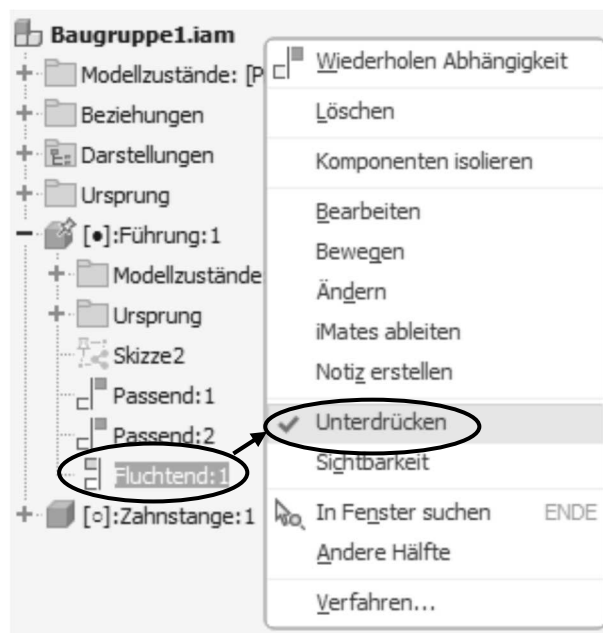 Baugruppe1.iam
Modellzustände: [P
Beziehungen
Darstellungen
Ursprung
[●]:Führung:1
Modellzustände
Ursprung
Skizze2
Passend:1
Passend:2
Fluchtend:1
[○]:Zahnstange:1
Wiederholen Abhängigkeit
Löschen
Komponenten isolieren
Bearbeiten
Bewegen
Ändern
iMates ableiten
Notiz erstellen
Unterdrücken
Sichtbarkeit
In Fenster suchen ENDE
Andere Hälfte
Verfahren...